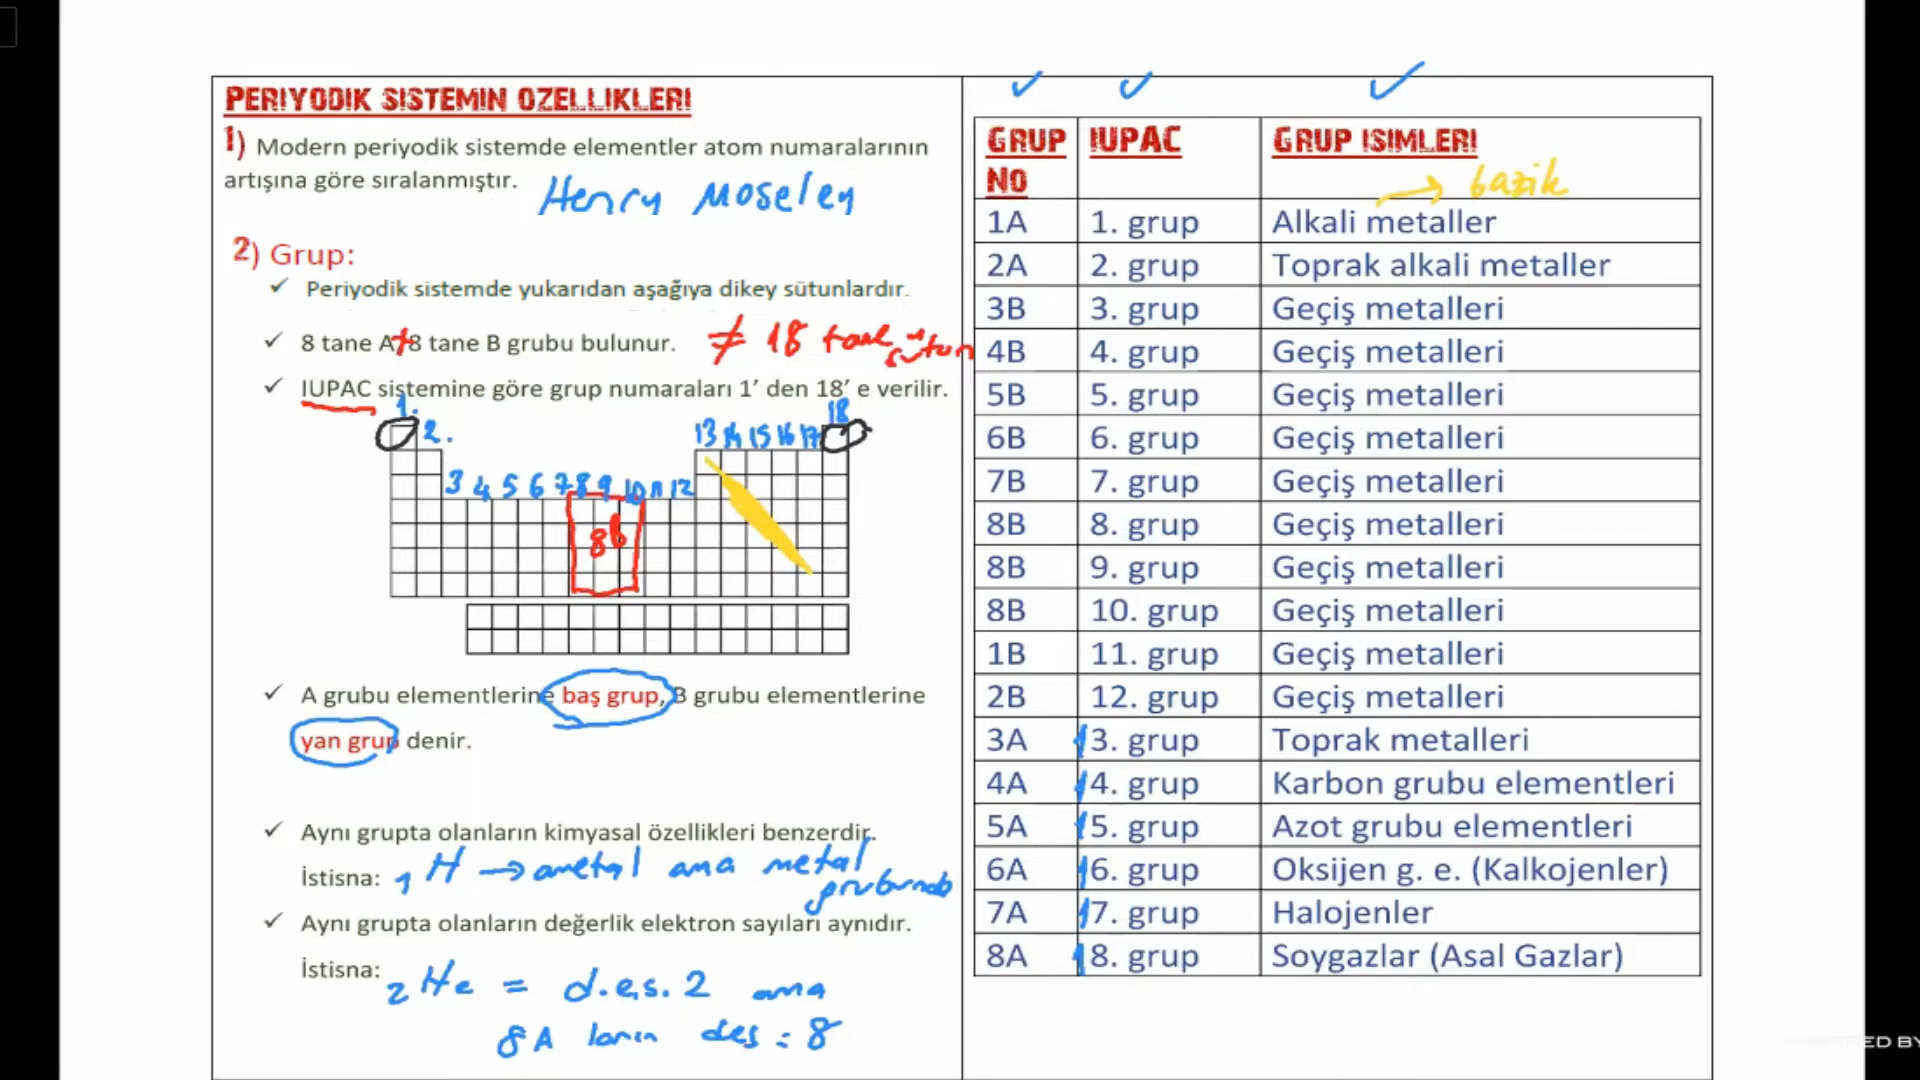 PERIYODIK SISTEMIN OZELLIKLERI
1) Modern periyodik sistemde elementler atom numaralarının
artışına göre sıralanmıştır. Henry Moseley
2) Grup:
✓ Periyodik sistemde yukarıdan aşağıya dikey sütunlardır.
✓ 8 tane A + 8 tane B grubu bulunur. ≠ 18 tane sütun
✓ IUPAC sistemine göre grup numaraları 1’ den 18’ e verilir.
1. 18
2. 13 14 15 16 17
3 4 5 6 7 8 9 10 11 12
8B
✓ A grubu elementlerine baş grup, B grubu elementlerine
yan grup denir.
✓ Aynı grupta olanların kimyasal özellikleri benzerdir.
İstisna: 1H → ametal ama metal
grubunda
✓ Aynı grupta olanların değerlik elektron sayıları aynıdır.
İstisna: 2He = d.e.s. 2 ama
8A ların des = 8
GRUP NO IUPAC GRUP ISIMLERI
→ bazik
1A 1. grup Alkali metaller
2A 2. grup Toprak alkali metaller
3B 3. grup Geçiş metalleri
4B 4. grup Geçiş metalleri
5B 5. grup Geçiş metalleri
6B 6. grup Geçiş metalleri
7B 7. grup Geçiş metalleri
8B 8. grup Geçiş metalleri
8B 9. grup Geçiş metalleri
8B 10. grup Geçiş metalleri
1B 11. grup Geçiş metalleri
2B 12. grup Geçiş metalleri
3A 13. grup Toprak metalleri
4A 14. grup Karbon grubu elementleri
5A 15. grup Azot grubu elementleri
6A 16. grup Oksijen g. e. (Kalkojenler)
7A 17. grup Halojenler
8A 18. grup Soygazlar (Asal Gazlar)
BY